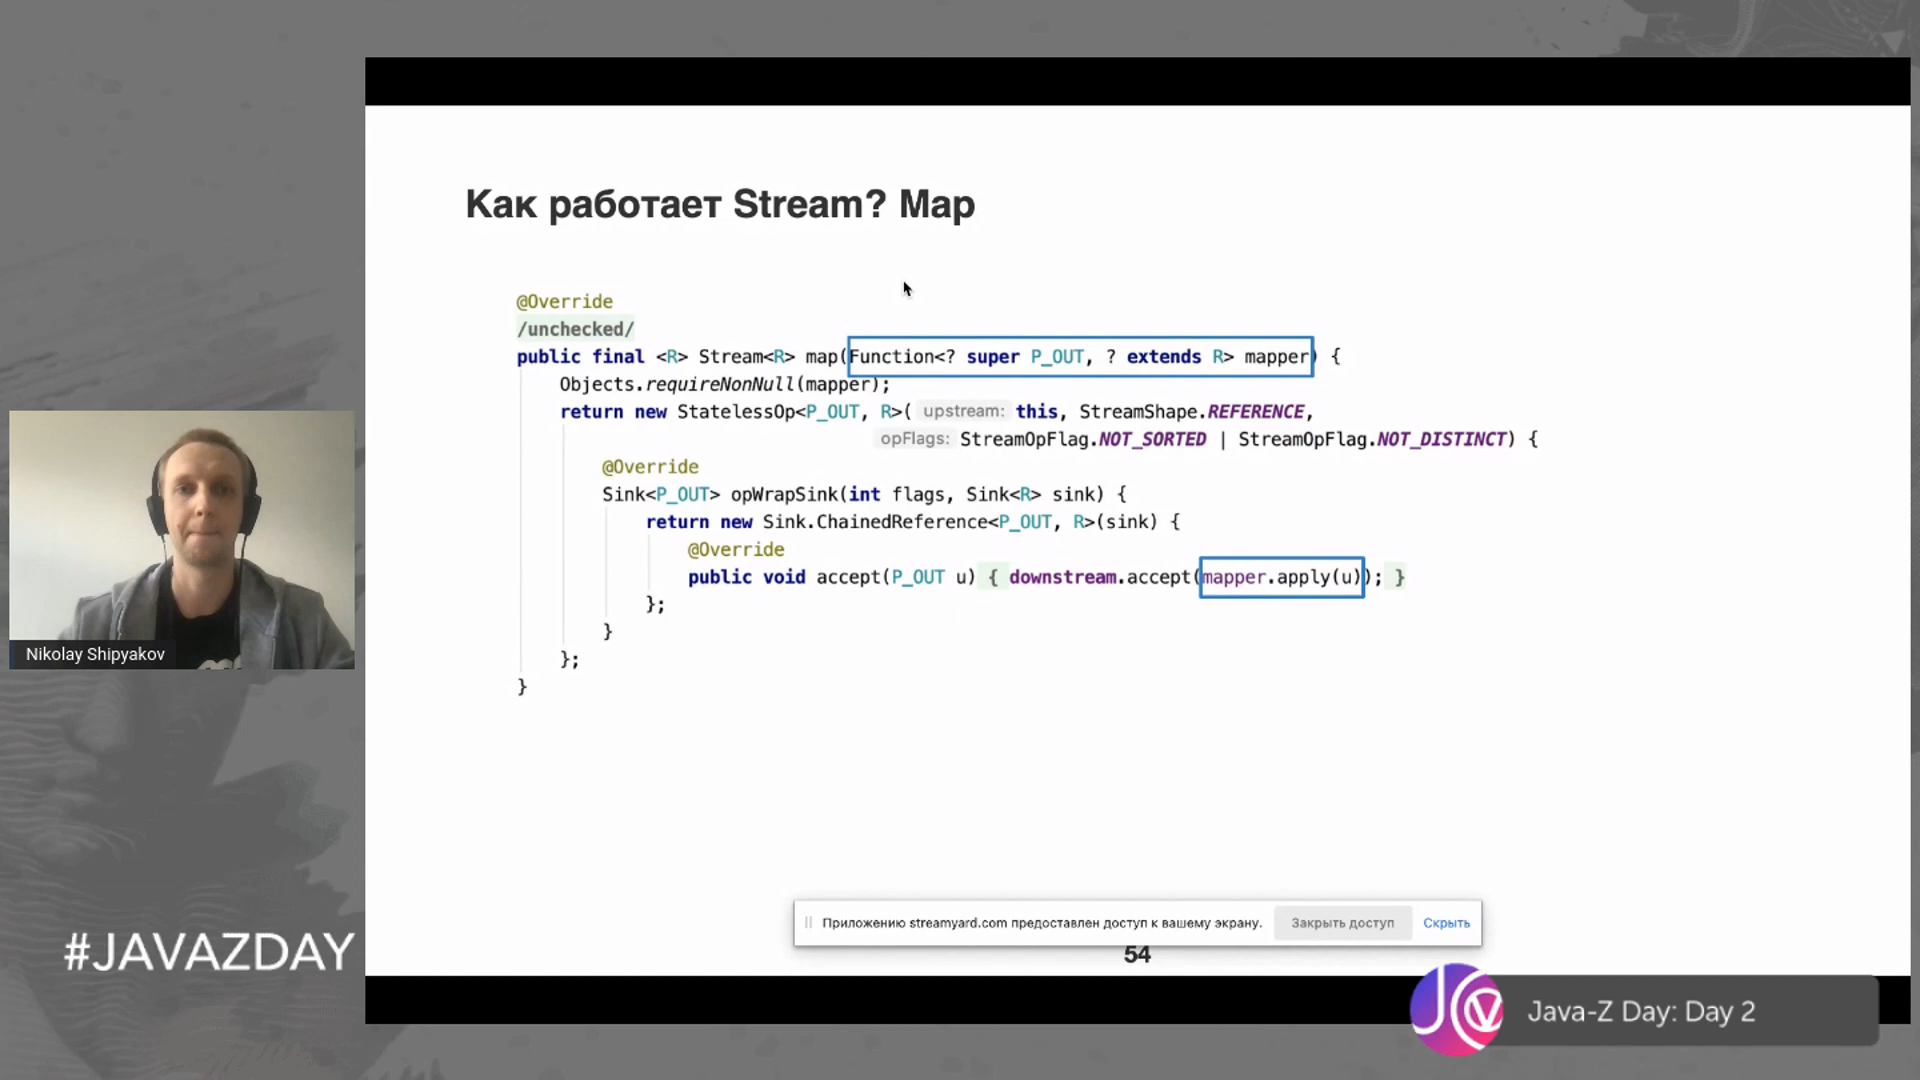 Как работает Stream? Map
@Override
/unchecked/
public final <R> Stream<R> map(Function<? super P_OUT, ? extends R> mapper) {
Objects.requireNonNull(mapper);
return new StatelessOp<P_OUT, R>( upstream: this, StreamShape.REFERENCE,
opFlags: StreamOpFlag.NOT_SORTED | StreamOpFlag.NOT_DISTINCT) {
@Override
Sink<P_OUT> opWrapSink(int flags, Sink<R> sink) {
return new Sink.ChainedReference<P_OUT, R>(sink) {
@Override
public void accept(P_OUT u) { downstream.accept(mapper.apply(u)); }
};
}
};
}
Nikolay Shipyakov
Приложению streamyard.com предоставлен доступ к вашему экрану. Закрыть доступ Скрыть
54
#JAVAZDAY
Java-Z Day: Day 2